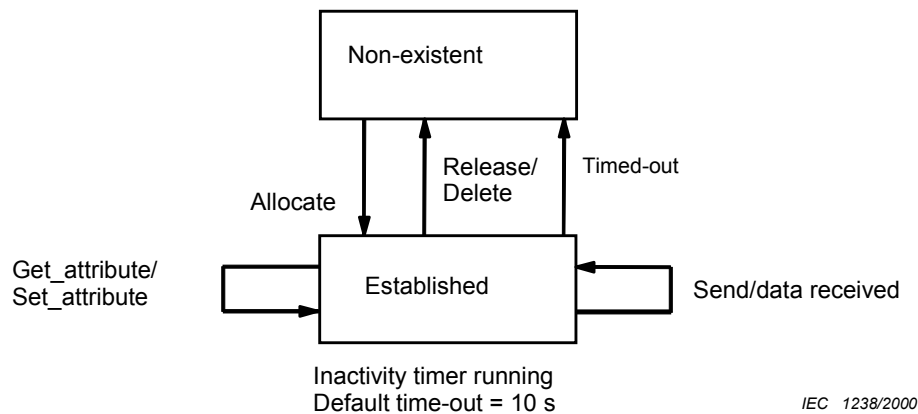 Non-existent
Release/
Delete
Timed-out
Allocate
Get_attribute/
Set_attribute
Established
Send/data received
Inactivity timer running
Default time-out = 10 s
IEC 1238/2000